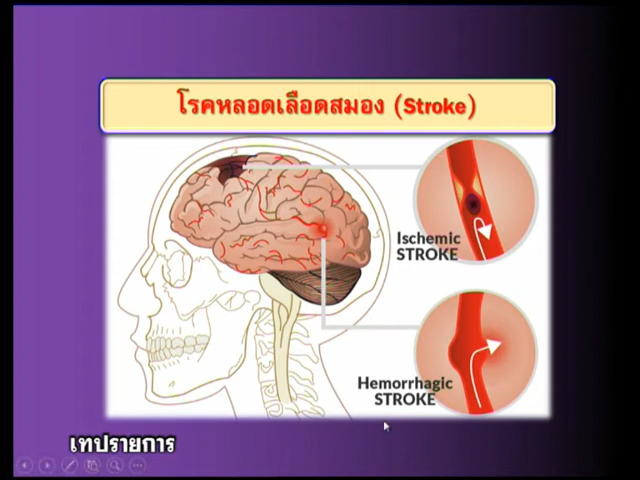 โรคหลอดเลือดสมอง (Stroke)
Ischemic
STROKE
Hemorrhagic
STROKE
เทปรายการ